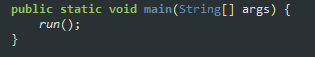 public static void main(String[] args) {
    run();
}